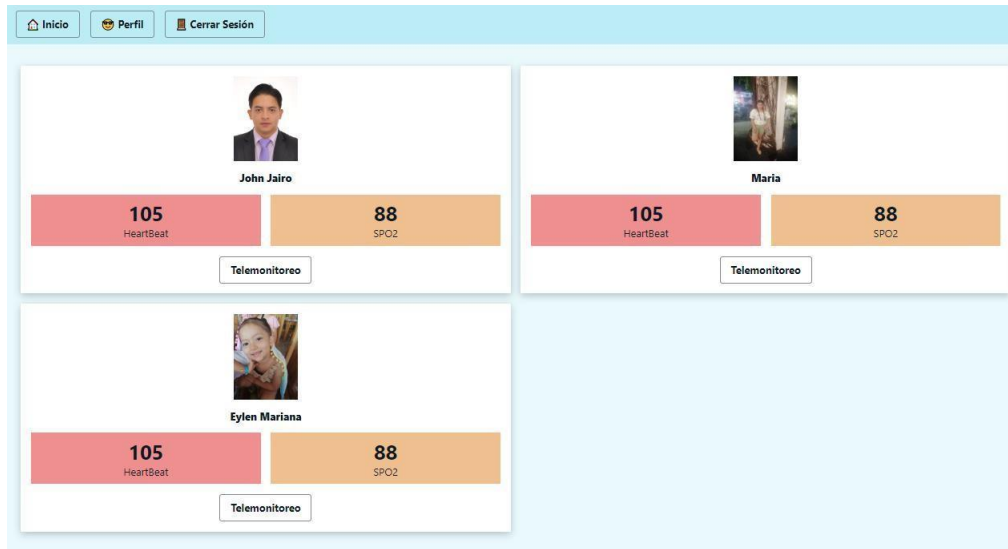 Inicio Perfil Cerrar Sesión
John Jairo
105 88
HeartBeat SPO2
Telemonitoreo
Maria
105 88
HeartBeat SPO2
Telemonitoreo
Eylen Mariana
105 88
HeartBeat SPO2
Telemonitoreo